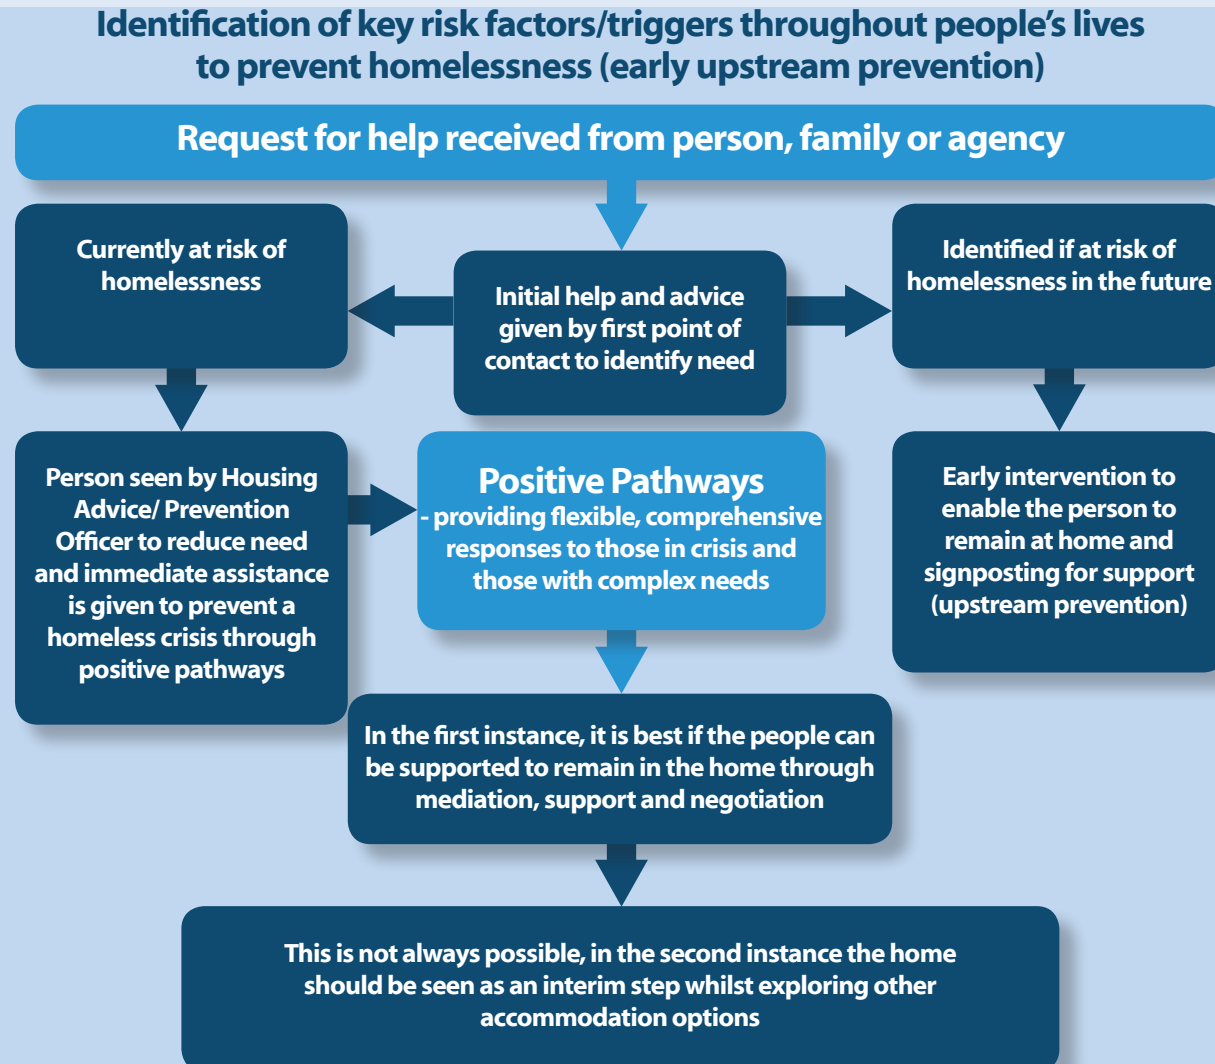 Identification of key risk factors/triggers throughout people’s lives
to prevent homelessness (early upstream prevention)
Request for help received from person, family or agency
Currently at risk of
homelessness
Initial help and advice
given by first point of
contact to identify need
Identified if at risk of
homelessness in the future
Person seen by Housing
Advice/ Prevention
Officer to reduce need
and immediate assistance
is given to prevent a
homeless crisis through
positive pathways
Positive Pathways
- providing flexible, comprehensive
responses to those in crisis and
those with complex needs
Early intervention to
enable the person to
remain at home and
signposting for support
(upstream prevention)
In the first instance, it is best if the people can
be supported to remain in the home through
mediation, support and negotiation
This is not always possible, in the second instance the home
should be seen as an interim step whilst exploring other
accommodation options